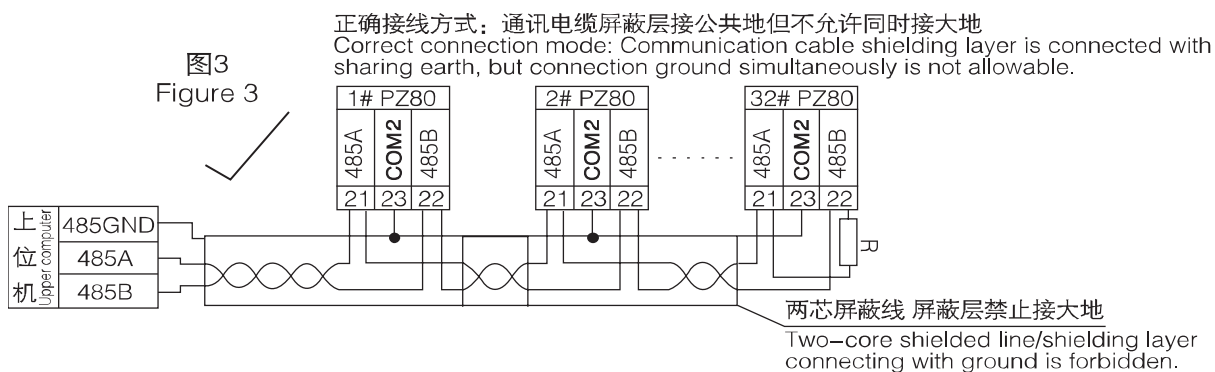 正确接线方式：通讯电缆屏蔽层接公共地但不允许同时接大地
Correct connection mode: Communication cable shielding layer is connected with
sharing earth, but connection ground simultaneously is not allowable.
图3
Figure 3
1# PZ80
2# PZ80
32# PZ80
485A
COM2
485B
485A
COM2
485B
485A
COM2
485B
21
23
22
21
23
22
21
23
22
上位机
Upper computer
485GND
485A
485B
R
两芯屏蔽线 屏蔽层禁止接大地
Two-core shielded line/shielding layer
connecting with ground is forbidden.